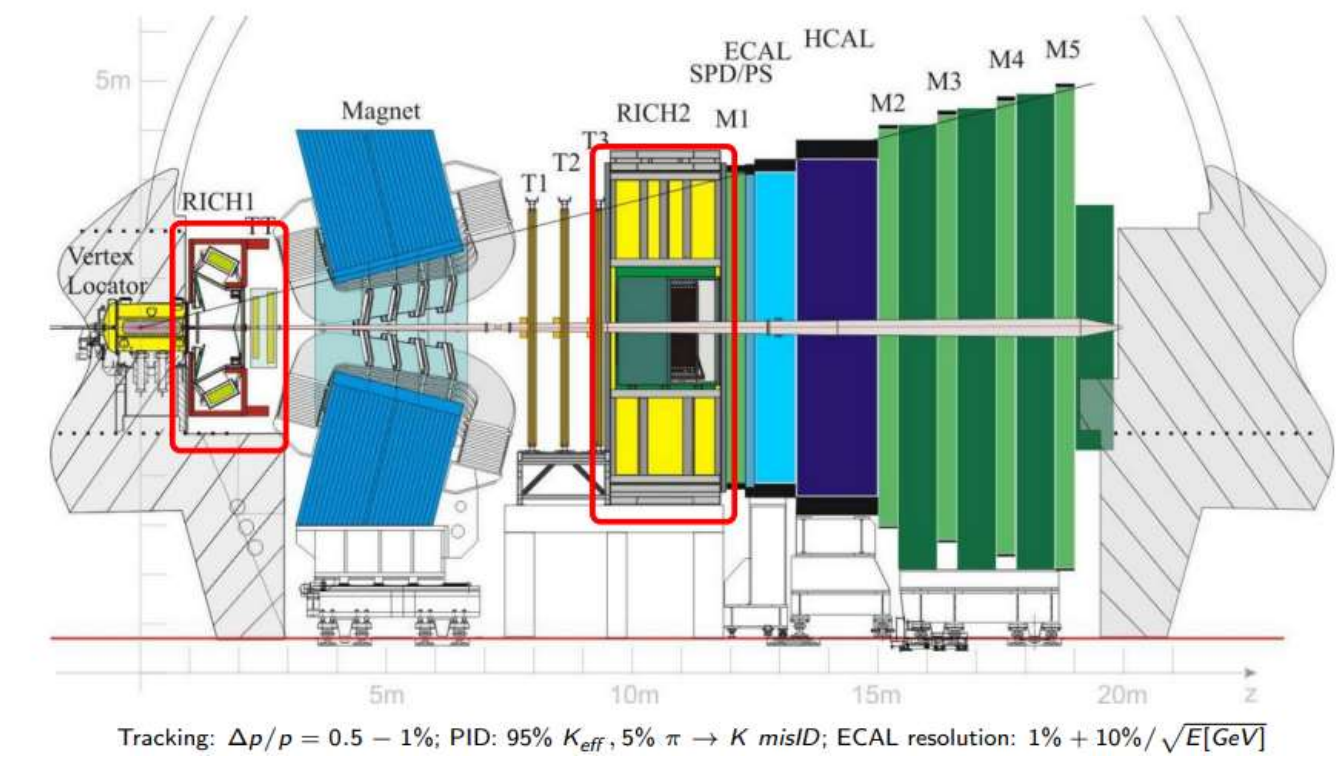 HCAL
ECAL
M5
M4
SPD/PS
5m
M3
Magnet
RICH2
M1
M2
T3
T2
T1
RICH1
TT
Vertex
Locator
5m
10m
15m
20m
z
Tracking: Δp/p = 0.5 − 1%; PID: 95% K_eff, 5% π → K misID; ECAL resolution: 1% + 10%/√E[GeV]